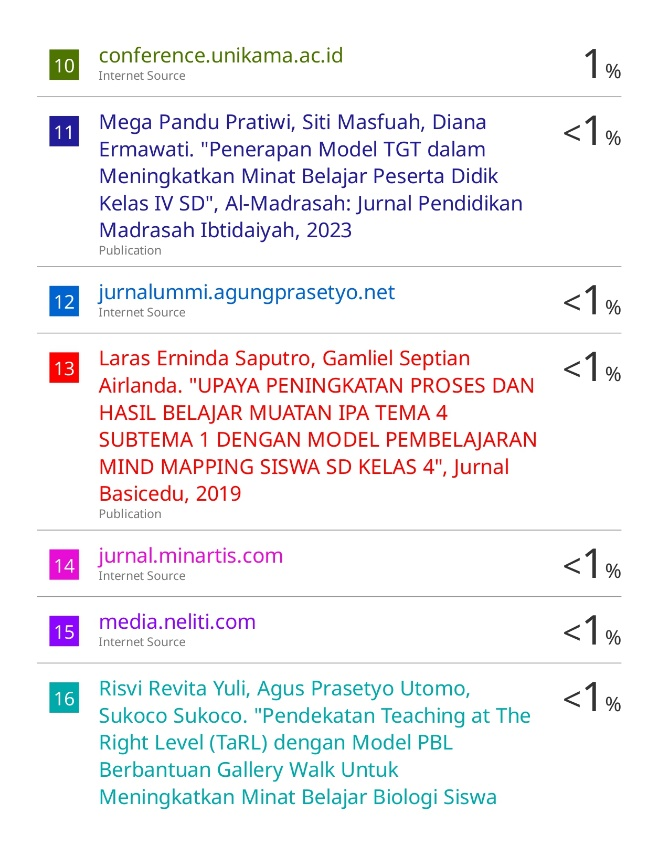 10 conference.unikama.ac.id 1%
Internet Source
11 Mega Pandu Pratiwi, Siti Masfuah, Diana <1%
Ermawati. "Penerapan Model TGT dalam
Meningkatkan Minat Belajar Peserta Didik
Kelas IV SD", Al-Madrasah: Jurnal Pendidikan
Madrasah Ibtidaiyah, 2023
Publication
12 jurnalummi.agungprasetyo.net <1%
Internet Source
13 Laras Erninda Saputro, Gamliel Septian <1%
Airlanda. "UPAYA PENINGKATAN PROSES DAN
HASIL BELAJAR MUATAN IPA TEMA 4
SUBTEMA 1 DENGAN MODEL PEMBELAJARAN
MIND MAPPING SISWA SD KELAS 4", Jurnal
Basicedu, 2019
Publication
14 jurnal.minartis.com <1%
Internet Source
15 media.neliti.com <1%
Internet Source
16 Risvi Revita Yuli, Agus Prasetyo Utomo, <1%
Sukoco Sukoco. "Pendekatan Teaching at The
Right Level (TaRL) dengan Model PBL
Berbantuan Gallery Walk Untuk
Meningkatkan Minat Belajar Biologi Siswa